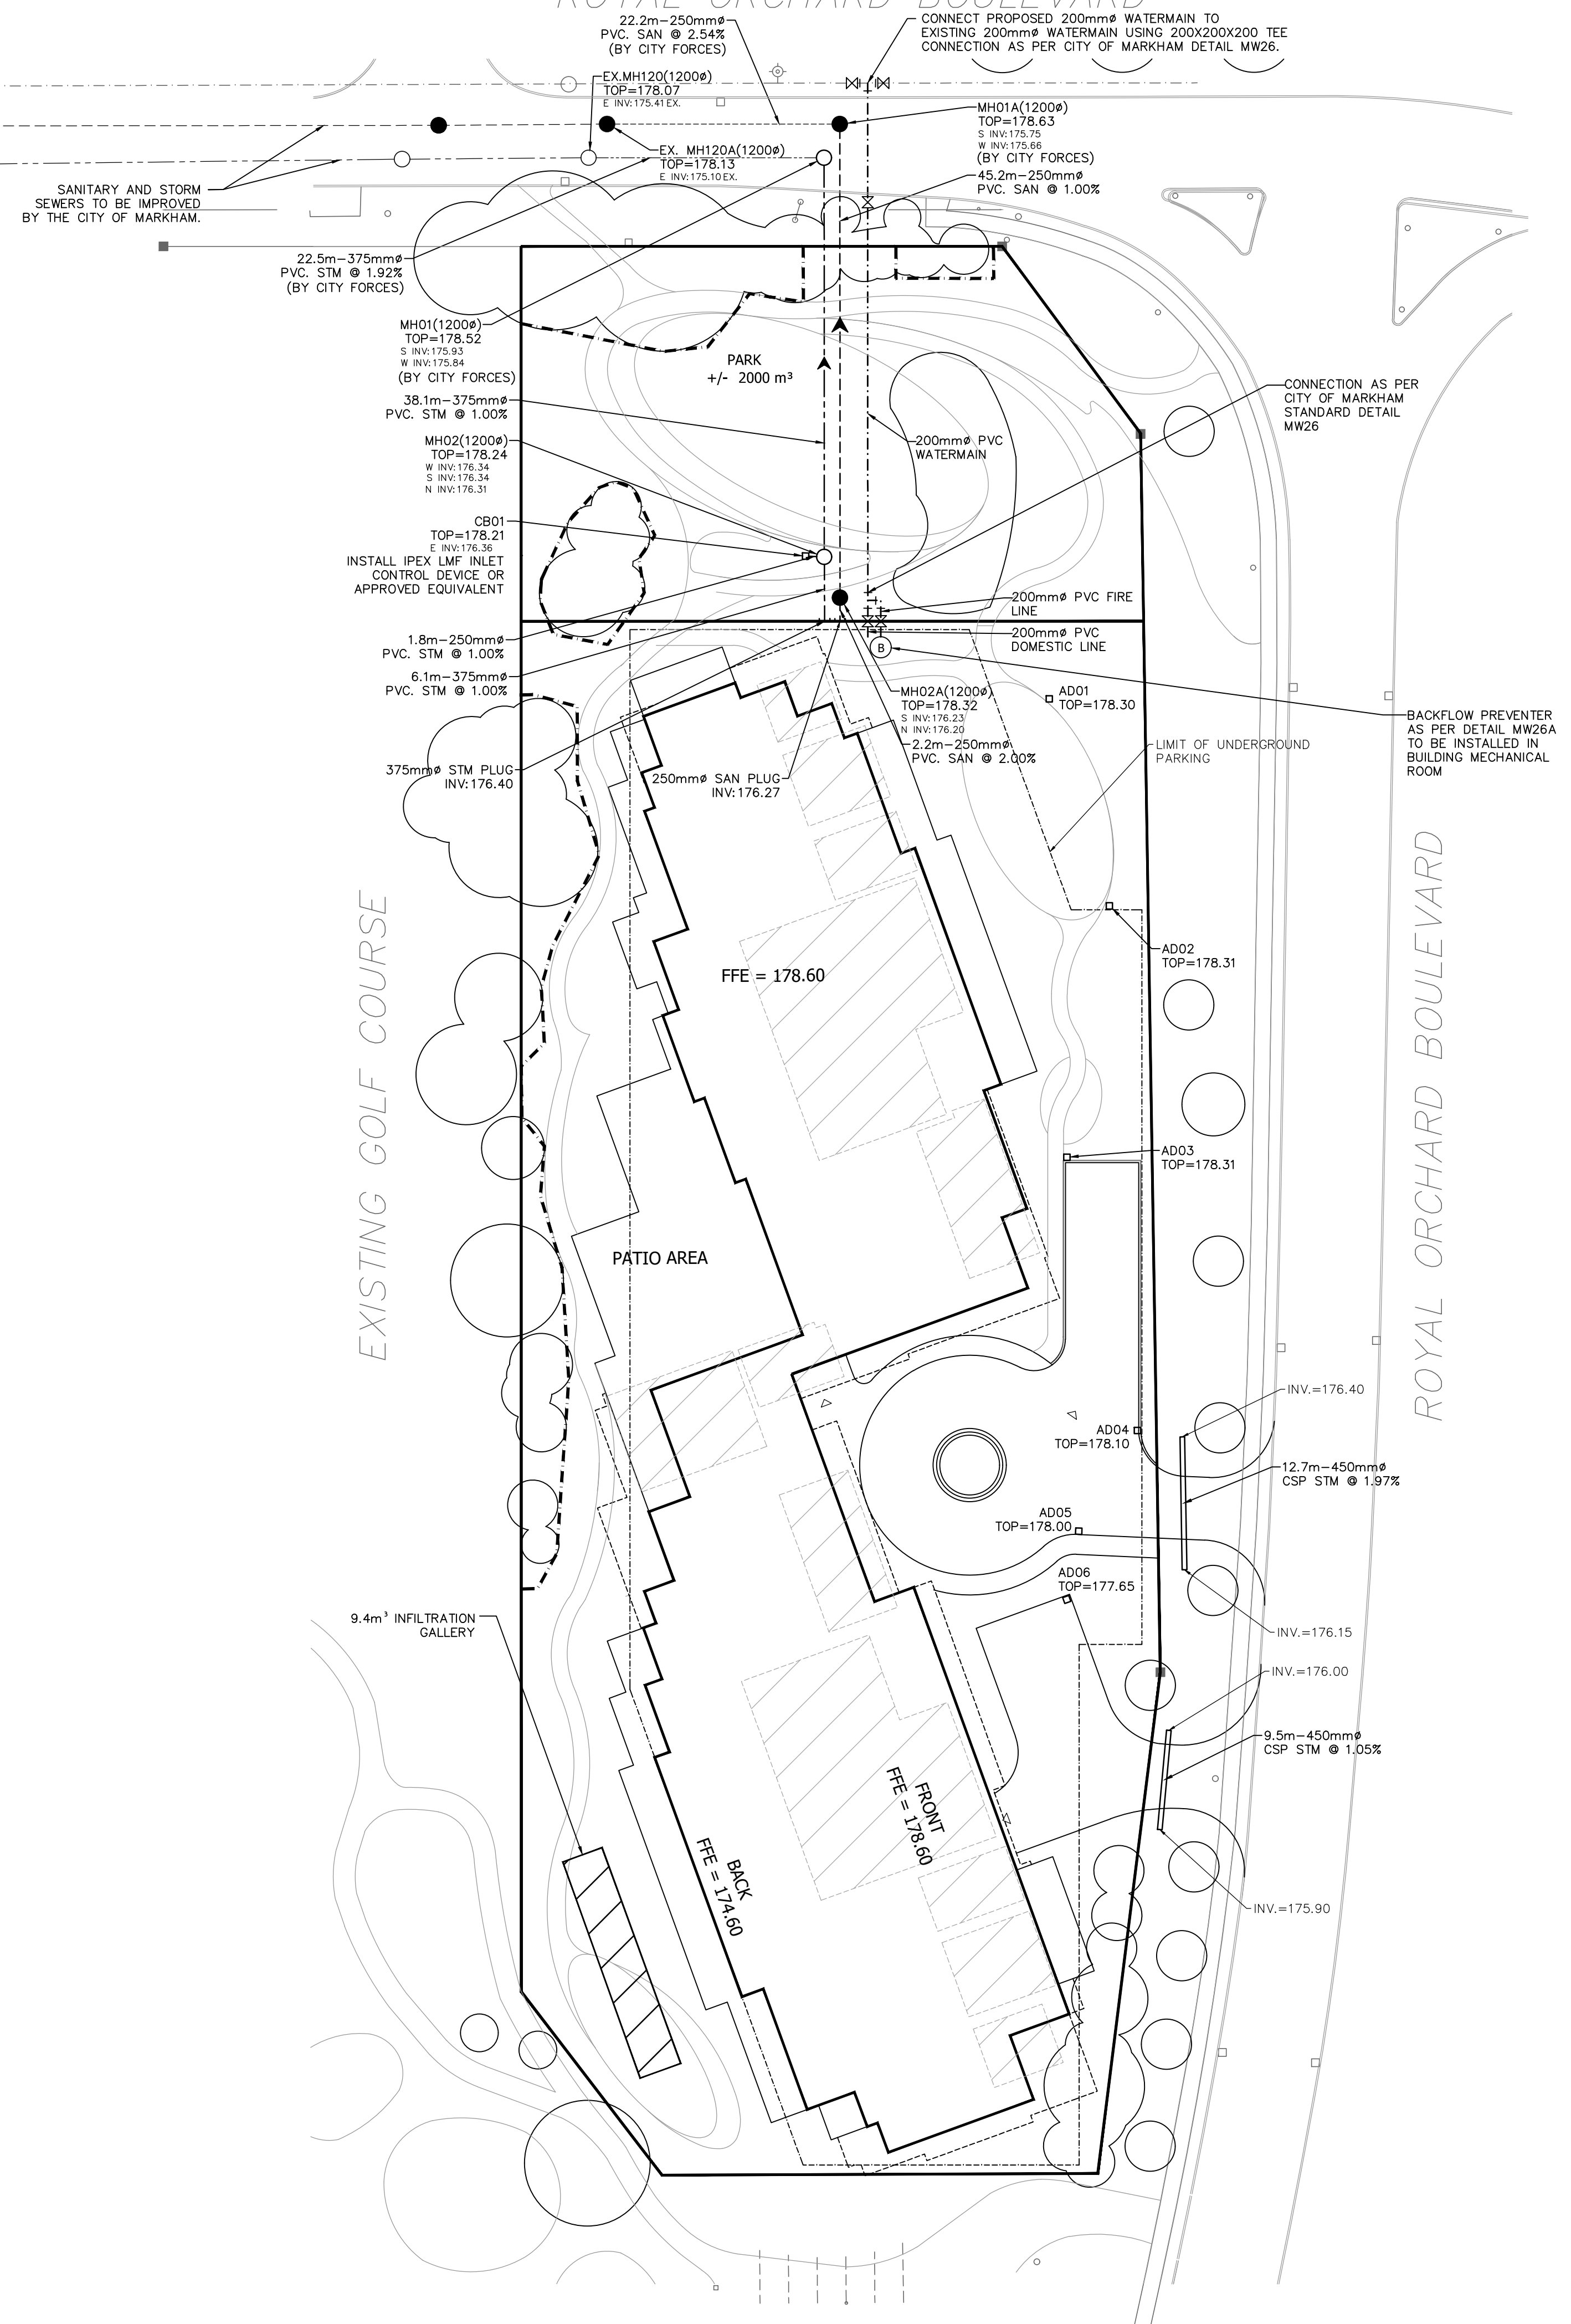 ROYAL ORCHARD BOULEVARD
22.2m-250mmø
PVC. SAN @ 2.54%
(BY CITY FORCES)
CONNECT PROPOSED 200mmø WATERMAIN TO
EXISTING 200mmø WATERMAIN USING 200X200X200 TEE
CONNECTION AS PER CITY OF MARKHAM DETAIL MW26.
EX.MH120(1200ø)
TOP=178.07
E INV:175.41 EX.
MH01A(1200ø)
TOP=178.63
S INV:175.75
W INV:175.66
(BY CITY FORCES)
EX. MH120A(1200ø)
TOP=178.13
E INV:175.10 EX.
45.2m-250mmø
PVC. SAN @ 1.00%
SANITARY AND STORM
SEWERS TO BE IMPROVED
BY THE CITY OF MARKHAM.
22.5m-375mmø
PVC. STM @ 1.92%
(BY CITY FORCES)
MH01(1200ø)
TOP=178.52
S INV:175.93
W INV:175.84
(BY CITY FORCES)
PARK
+/- 2000 m³
38.1m-375mmø
PVC. STM @ 1.00%
CONNECTION AS PER
CITY OF MARKHAM
STANDARD DETAIL
MW26
MH02(1200ø)
TOP=178.24
W INV:176.34
S INV:176.34
N INV:176.31
200mmø PVC
WATERMAIN
CB01
TOP=178.21
E INV:176.36
INSTALL IPEX LMF INLET
CONTROL DEVICE OR
APPROVED EQUIVALENT
200mmø PVC FIRE
LINE
200mmø PVC
DOMESTIC LINE
B
1.8m-250mmø
PVC. STM @ 1.00%
6.1m-375mmø
PVC. STM @ 1.00%
MH02A(1200ø)
TOP=178.32
S INV:176.23
N INV:176.20
2.2m-250mmø
PVC. SAN @ 2.00%
AD01
TOP=178.30
BACKFLOW PREVENTER
AS PER DETAIL MW26A
TO BE INSTALLED IN
BUILDING MECHANICAL
ROOM
LIMIT OF UNDERGROUND
PARKING
375mmø STM PLUG
INV:176.40
250mmø SAN PLUG
INV:176.27
EXISTING GOLF COURSE
ROYAL ORCHARD BOULEVARD
FFE = 178.60
AD02
TOP=178.31
AD03
TOP=178.31
PATIO AREA
INV.=176.40
AD04
TOP=178.10
12.7m-450mmø
CSP STM @ 1.97%
AD05
TOP=178.00
AD06
TOP=177.65
9.4m³ INFILTRATION
GALLERY
INV.=176.15
INV.=176.00
9.5m-450mmø
CSP STM @ 1.05%
FRONT
FFE = 178.60
BACK
FFE = 174.60
INV.=175.90